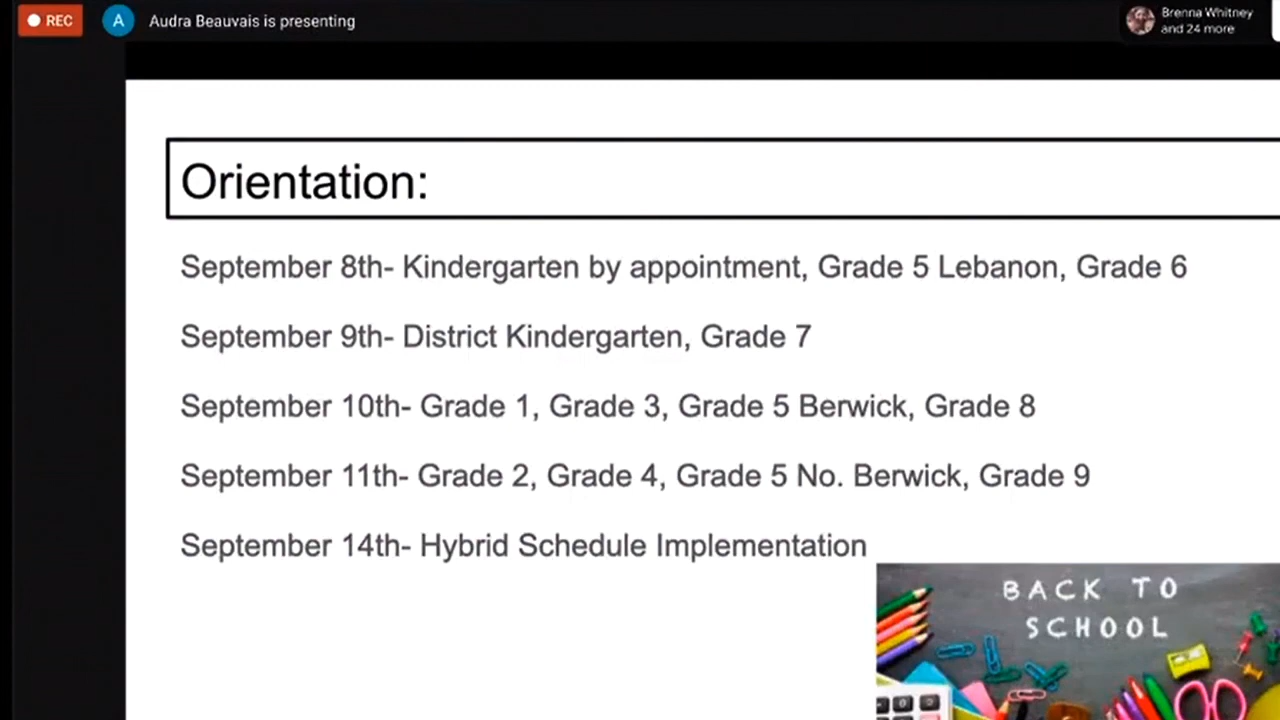 REC
A
Audra Beauvais is presenting
Brenna Whitney
and 24 more
Orientation:
September 8th- Kindergarten by appointment, Grade 5 Lebanon, Grade 6
September 9th- District Kindergarten, Grade 7
September 10th- Grade 1, Grade 3, Grade 5 Berwick, Grade 8
September 11th- Grade 2, Grade 4, Grade 5 No. Berwick, Grade 9
September 14th- Hybrid Schedule Implementation
BACK TO
SCHOOL